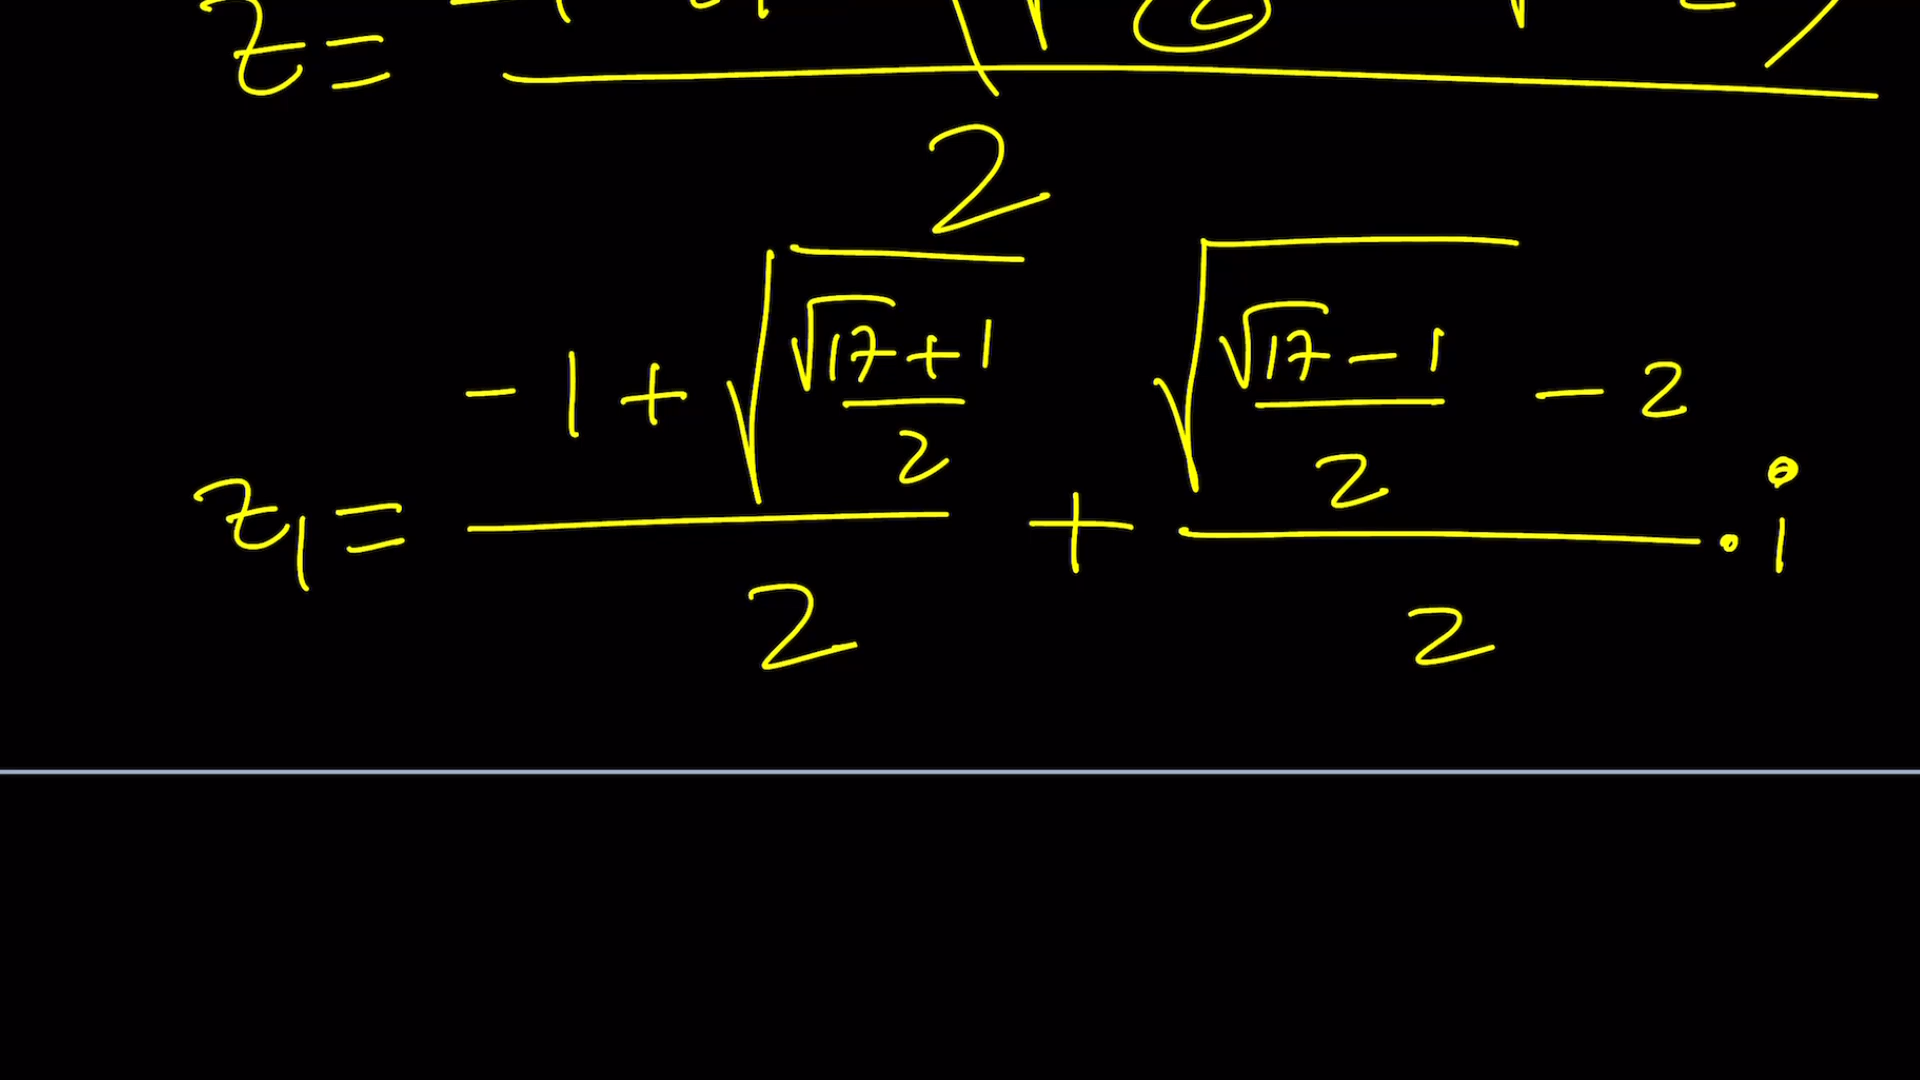 z =
2
z₁ = (-1 + √((√17 + 1)/2))/2 + (√((√17 - 1)/2) - 2)/2 · i